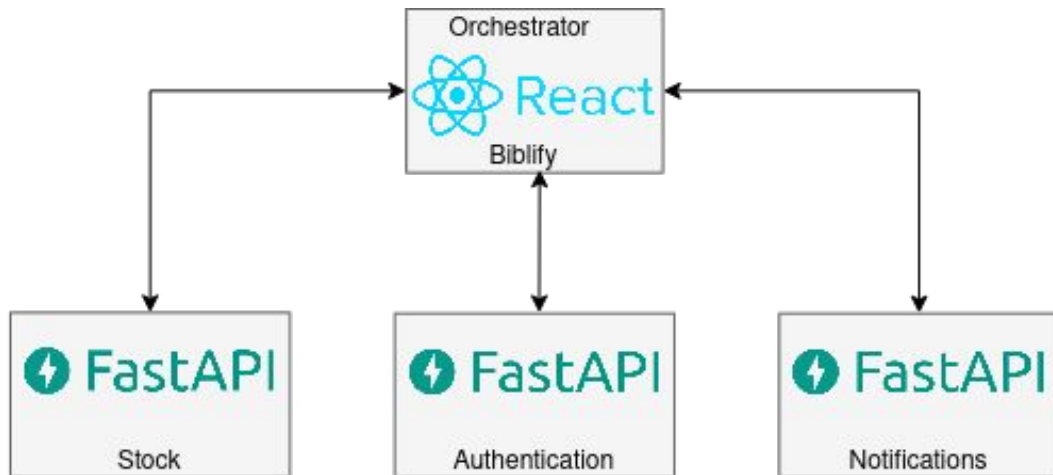 Orchestrator
React
Biblify
FastAPI
Stock
FastAPI
Authentication
FastAPI
Notifications